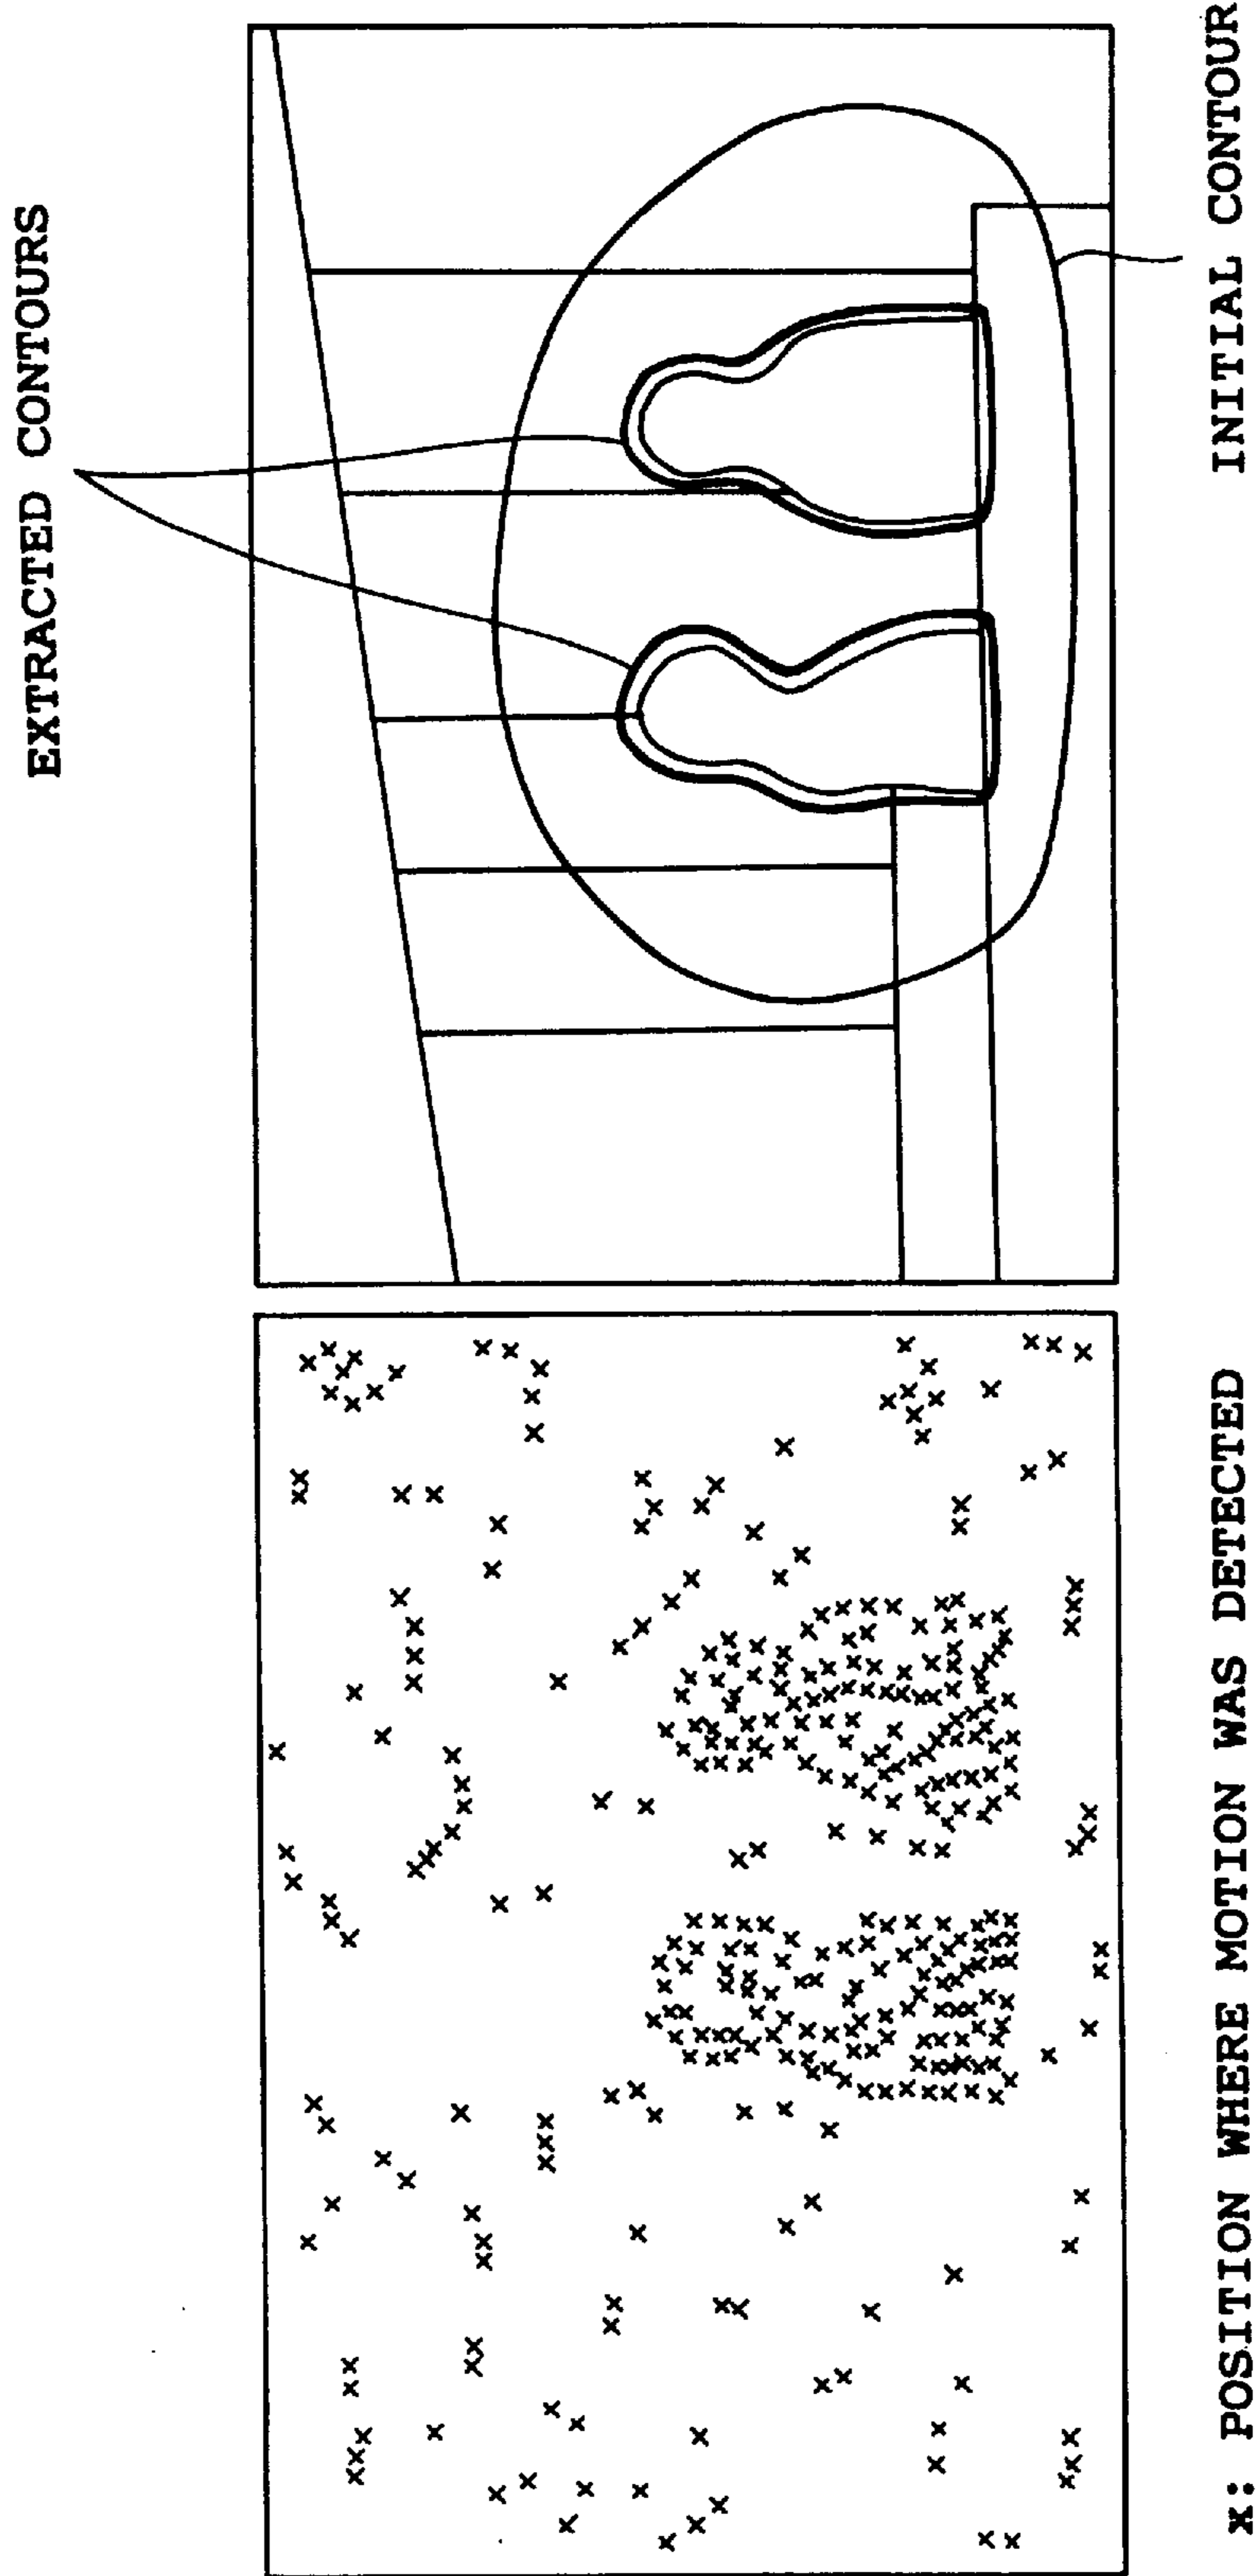 EXTRACTED CONTOURS
INITIAL CONTOUR
x: POSITION WHERE MOTION WAS DETECTED